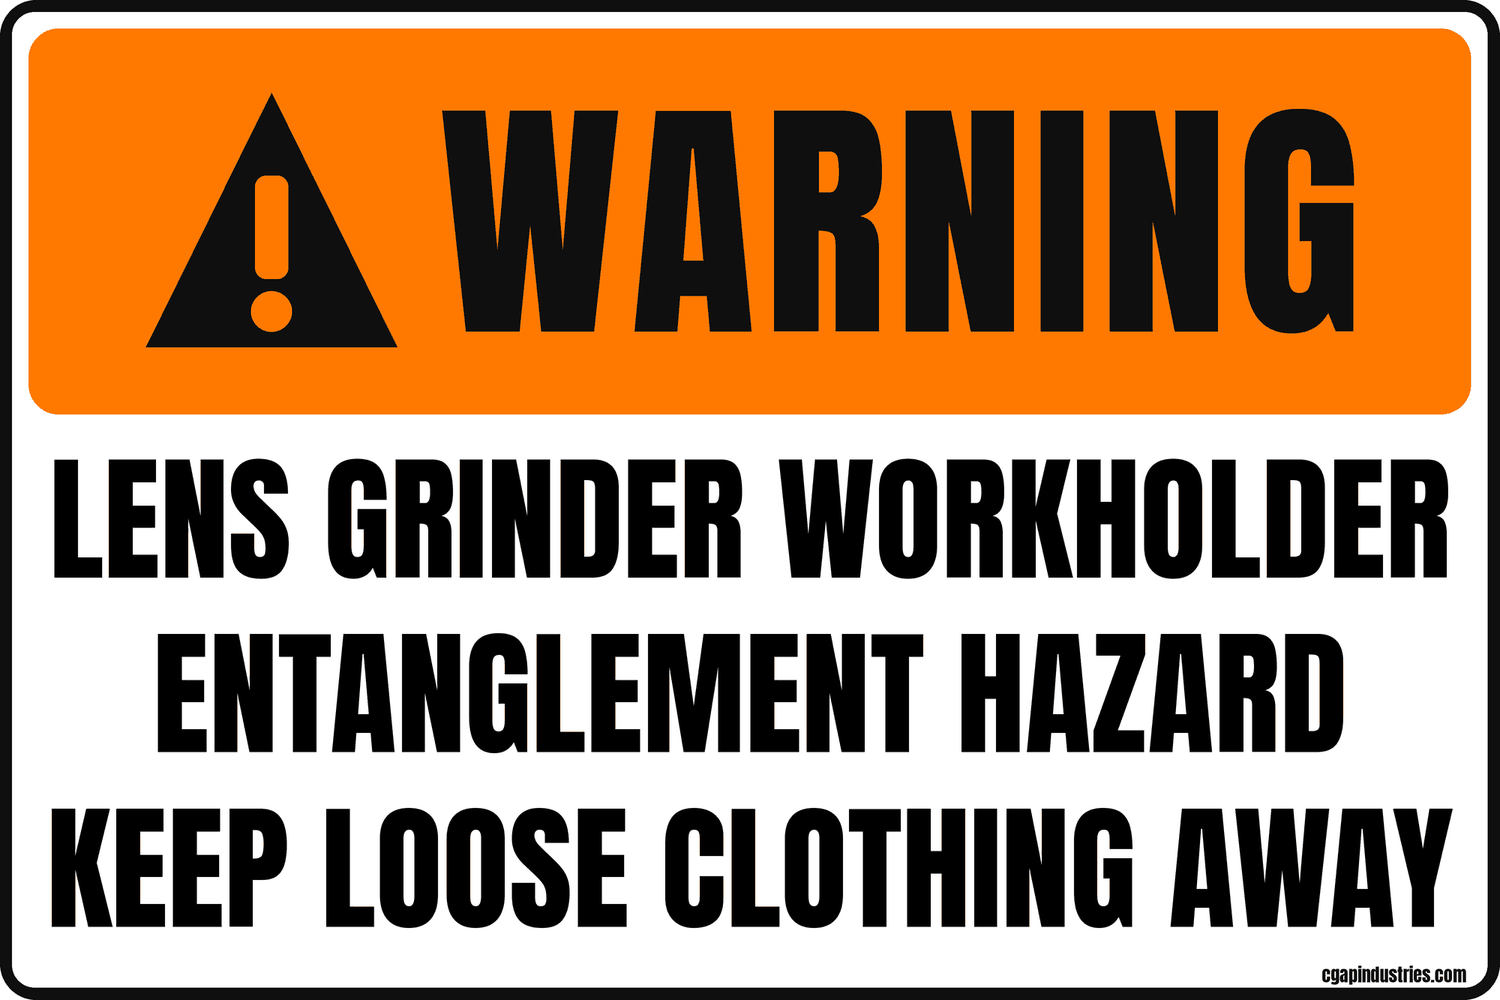 WARNING
LENS GRINDER WORKHOLDER
ENTANGLEMENT HAZARD
KEEP LOOSE CLOTHING AWAY
cgapindustries.com